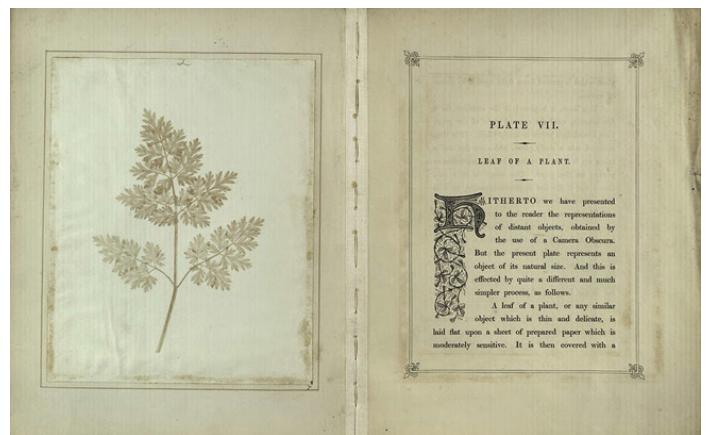 PLATE VII.
LEAF OF A PLANT.
HITHERTO we have presented
to the reader the representations
of distant objects, obtained by
the use of a Camera Obscura.
But the present plate represents an
object of its natural size. And this is
effected by quite a different and much
simpler process, as follows.
A leaf of a plant, or any similar
object which is thin and delicate, is
laid flat upon a sheet of prepared paper which is
moderately sensitive. It is then covered with a